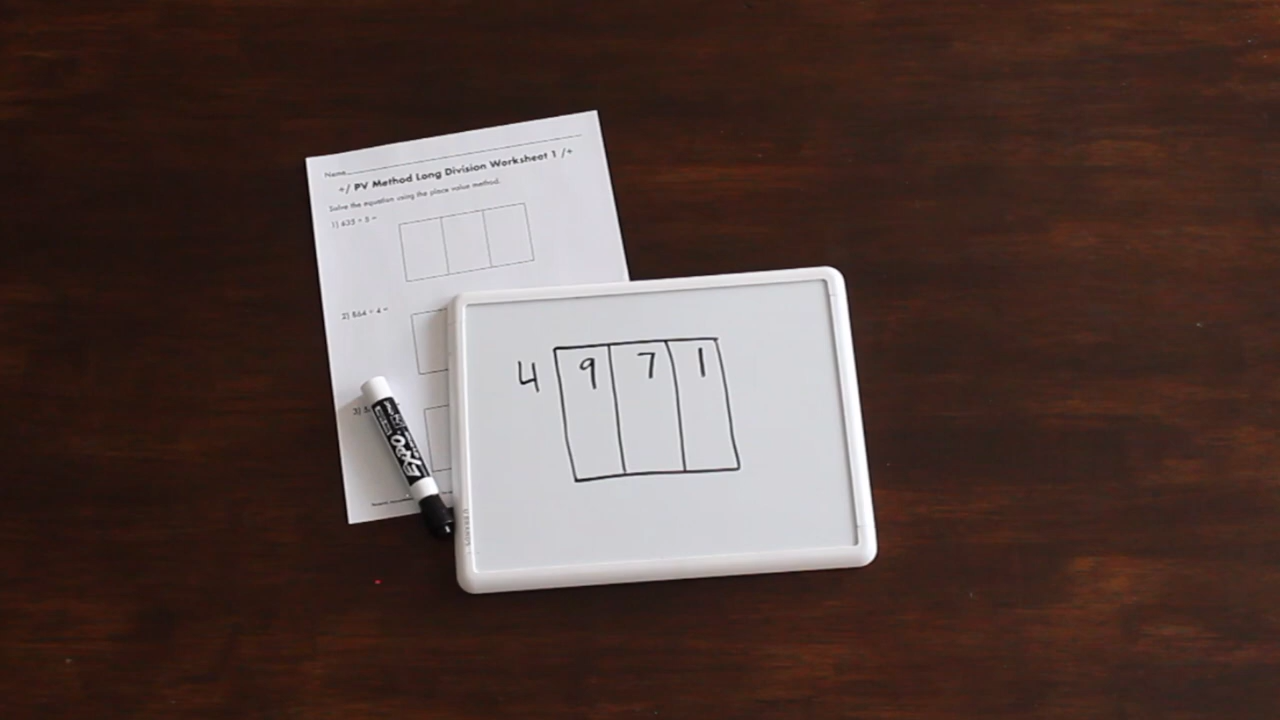 Name
+/ PV Method Long Division Worksheet 1 /+
Solve the equation using the place value method.
1) 635 ÷ 5 =
2) 864 ÷ 4 =
3) 5
EXPO
4 9 7 1